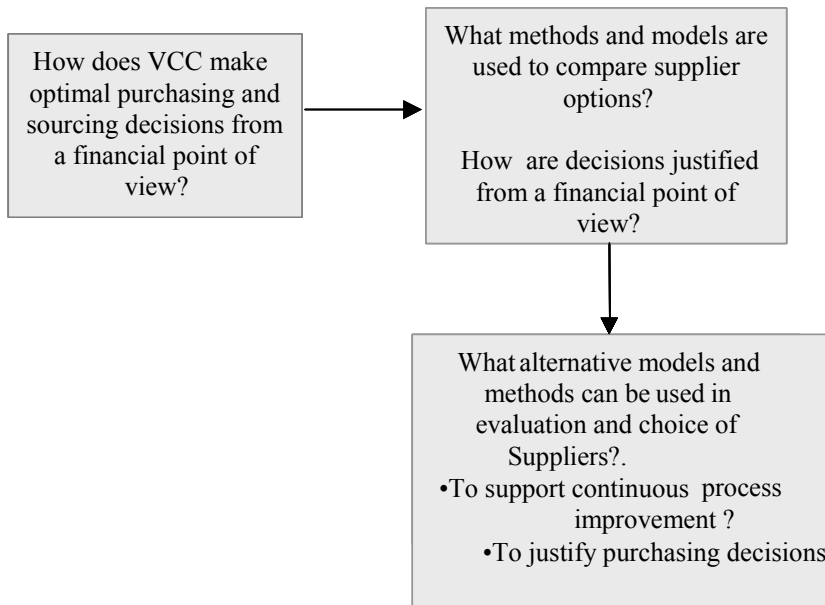 How does VCC make
optimal purchasing and
sourcing decisions from
a financial point of
view?
What methods and models are
used to compare supplier
options?
How are decisions justified
from a financial point of
view?
What alternative models and
methods can be used in
evaluation and choice of
Suppliers?.
•To support continuous process
improvement ?
•To justify purchasing decisions